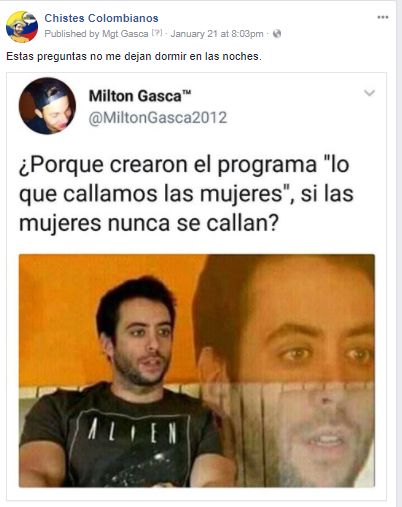 Chistes Colombianos
Published by Mgt Gasca [?] · January 21 at 8:03pm ·
Estas preguntas no me dejan dormir en las noches.
Milton Gasca™
@MiltonGasca2012
¿Porque crearon el programa "lo
que callamos las mujeres", si las
mujeres nunca se callan?
ALIEN